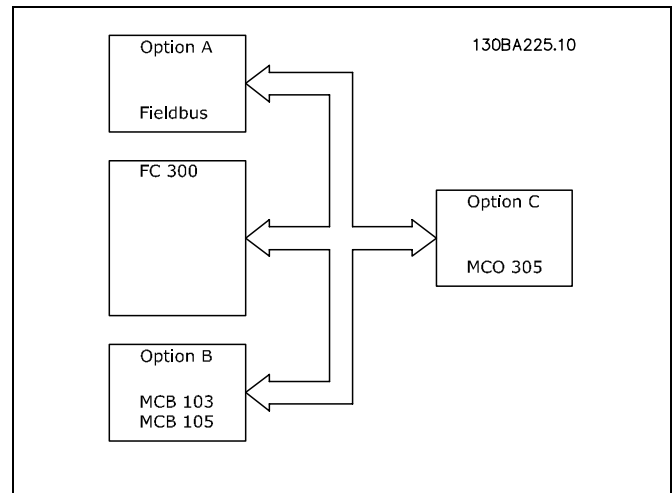 Option A
130BA225.10
Fieldbus
FC 300
Option C
MCO 305
Option B
MCB 103
MCB 105